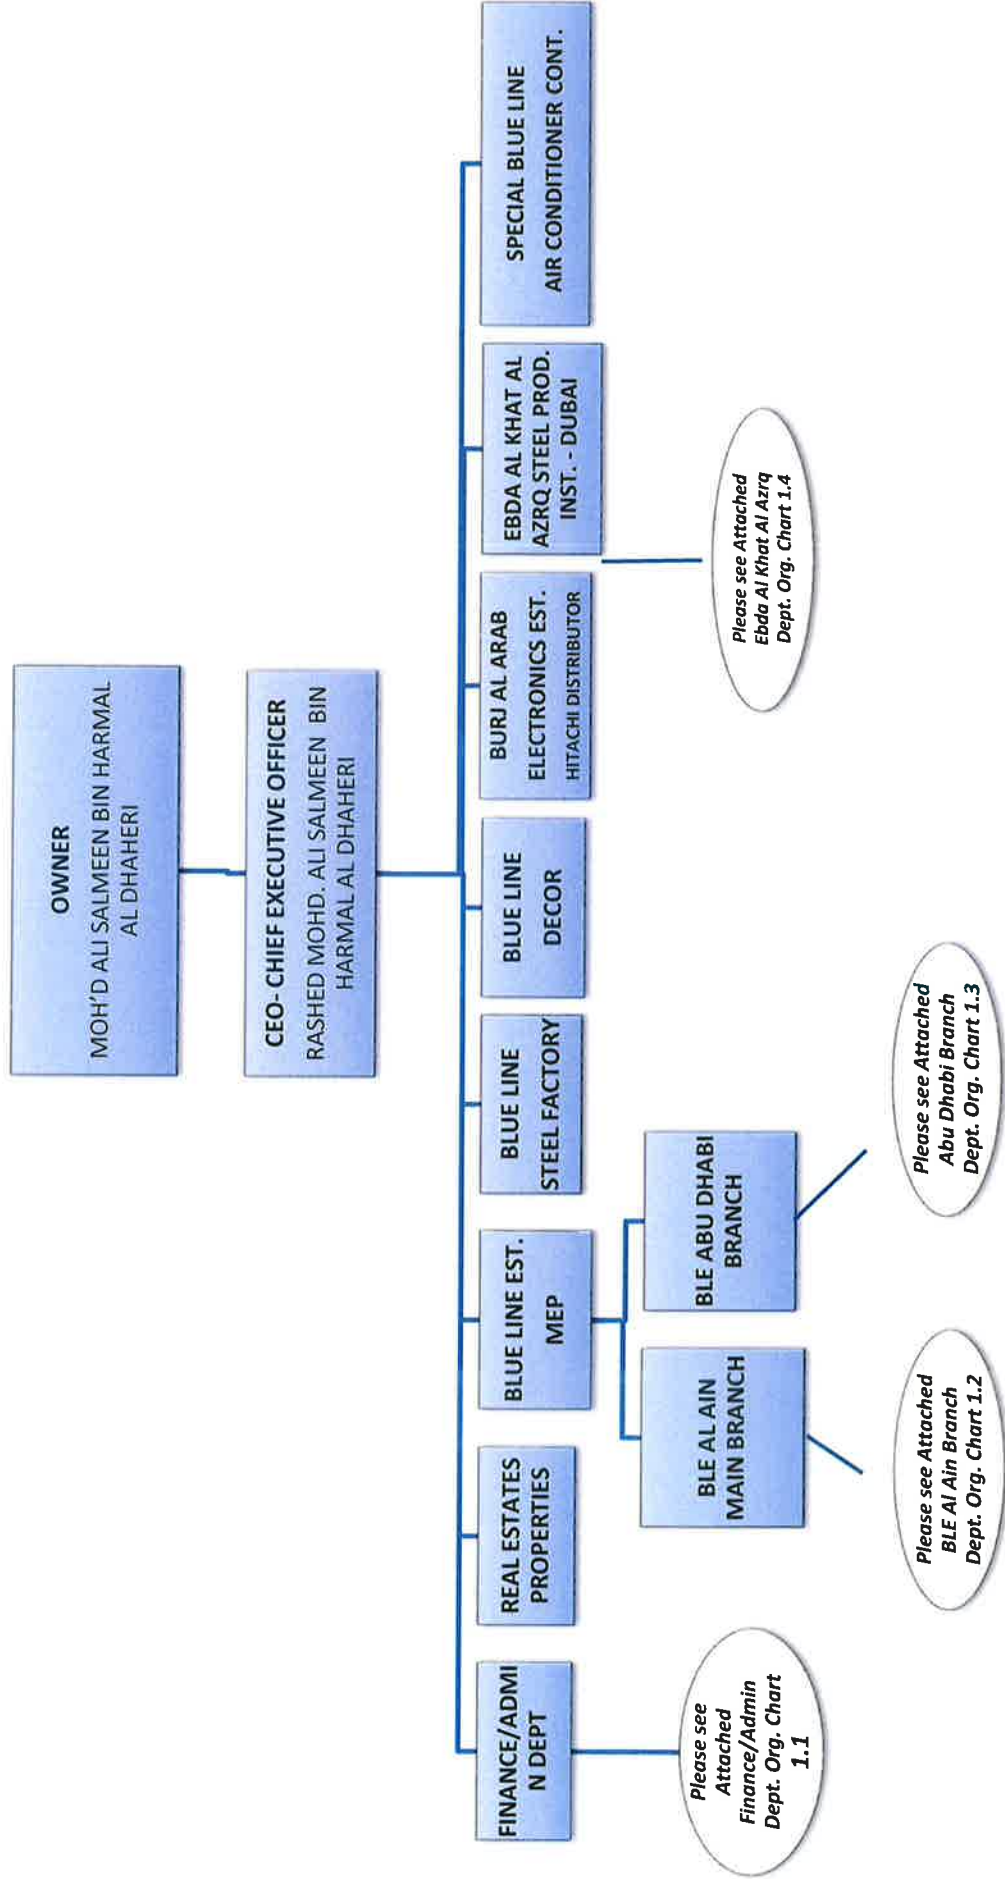 OWNER
MOH'D ALI SALMEEN BIN HARMAL
AL DHAHERI
CEO- CHIEF EXECUTIVE OFFICER
RASHED MOHD. ALI SALMEEN BIN
HARMAL AL DHAHERI
FINANCE/ADMI
N DEPT
REAL ESTATES
PROPERTIES
BLUE LINE EST.
MEP
BLUE LINE
STEEL FACTORY
BLUE LINE
DECOR
BURJ AL ARAB
ELECTRONICS EST.
HITACHI DISTRIBUTOR
EBDA AL KHAT AL
AZRQ STEEL PROD.
INST. - DUBAI
SPECIAL BLUE LINE
AIR CONDITIONER CONT.
BLE AL AIN
MAIN BRANCH
BLE ABU DHABI
BRANCH
Please see
Attached
Finance/Admin
Dept. Org. Chart
1.1
Please see Attached
BLE Al Ain Branch
Dept. Org. Chart 1.2
Please see Attached
Abu Dhabi Branch
Dept. Org. Chart 1.3
Please see Attached
Ebda Al Khat Al Azrq
Dept. Org. Chart 1.4